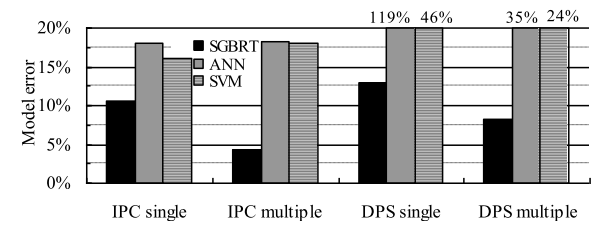 119% 46% 35% 24%
20%
SGBRT
15%
ANN
SVM
10%
5%
0%
Model error
IPC single IPC multiple DPS single DPS multiple